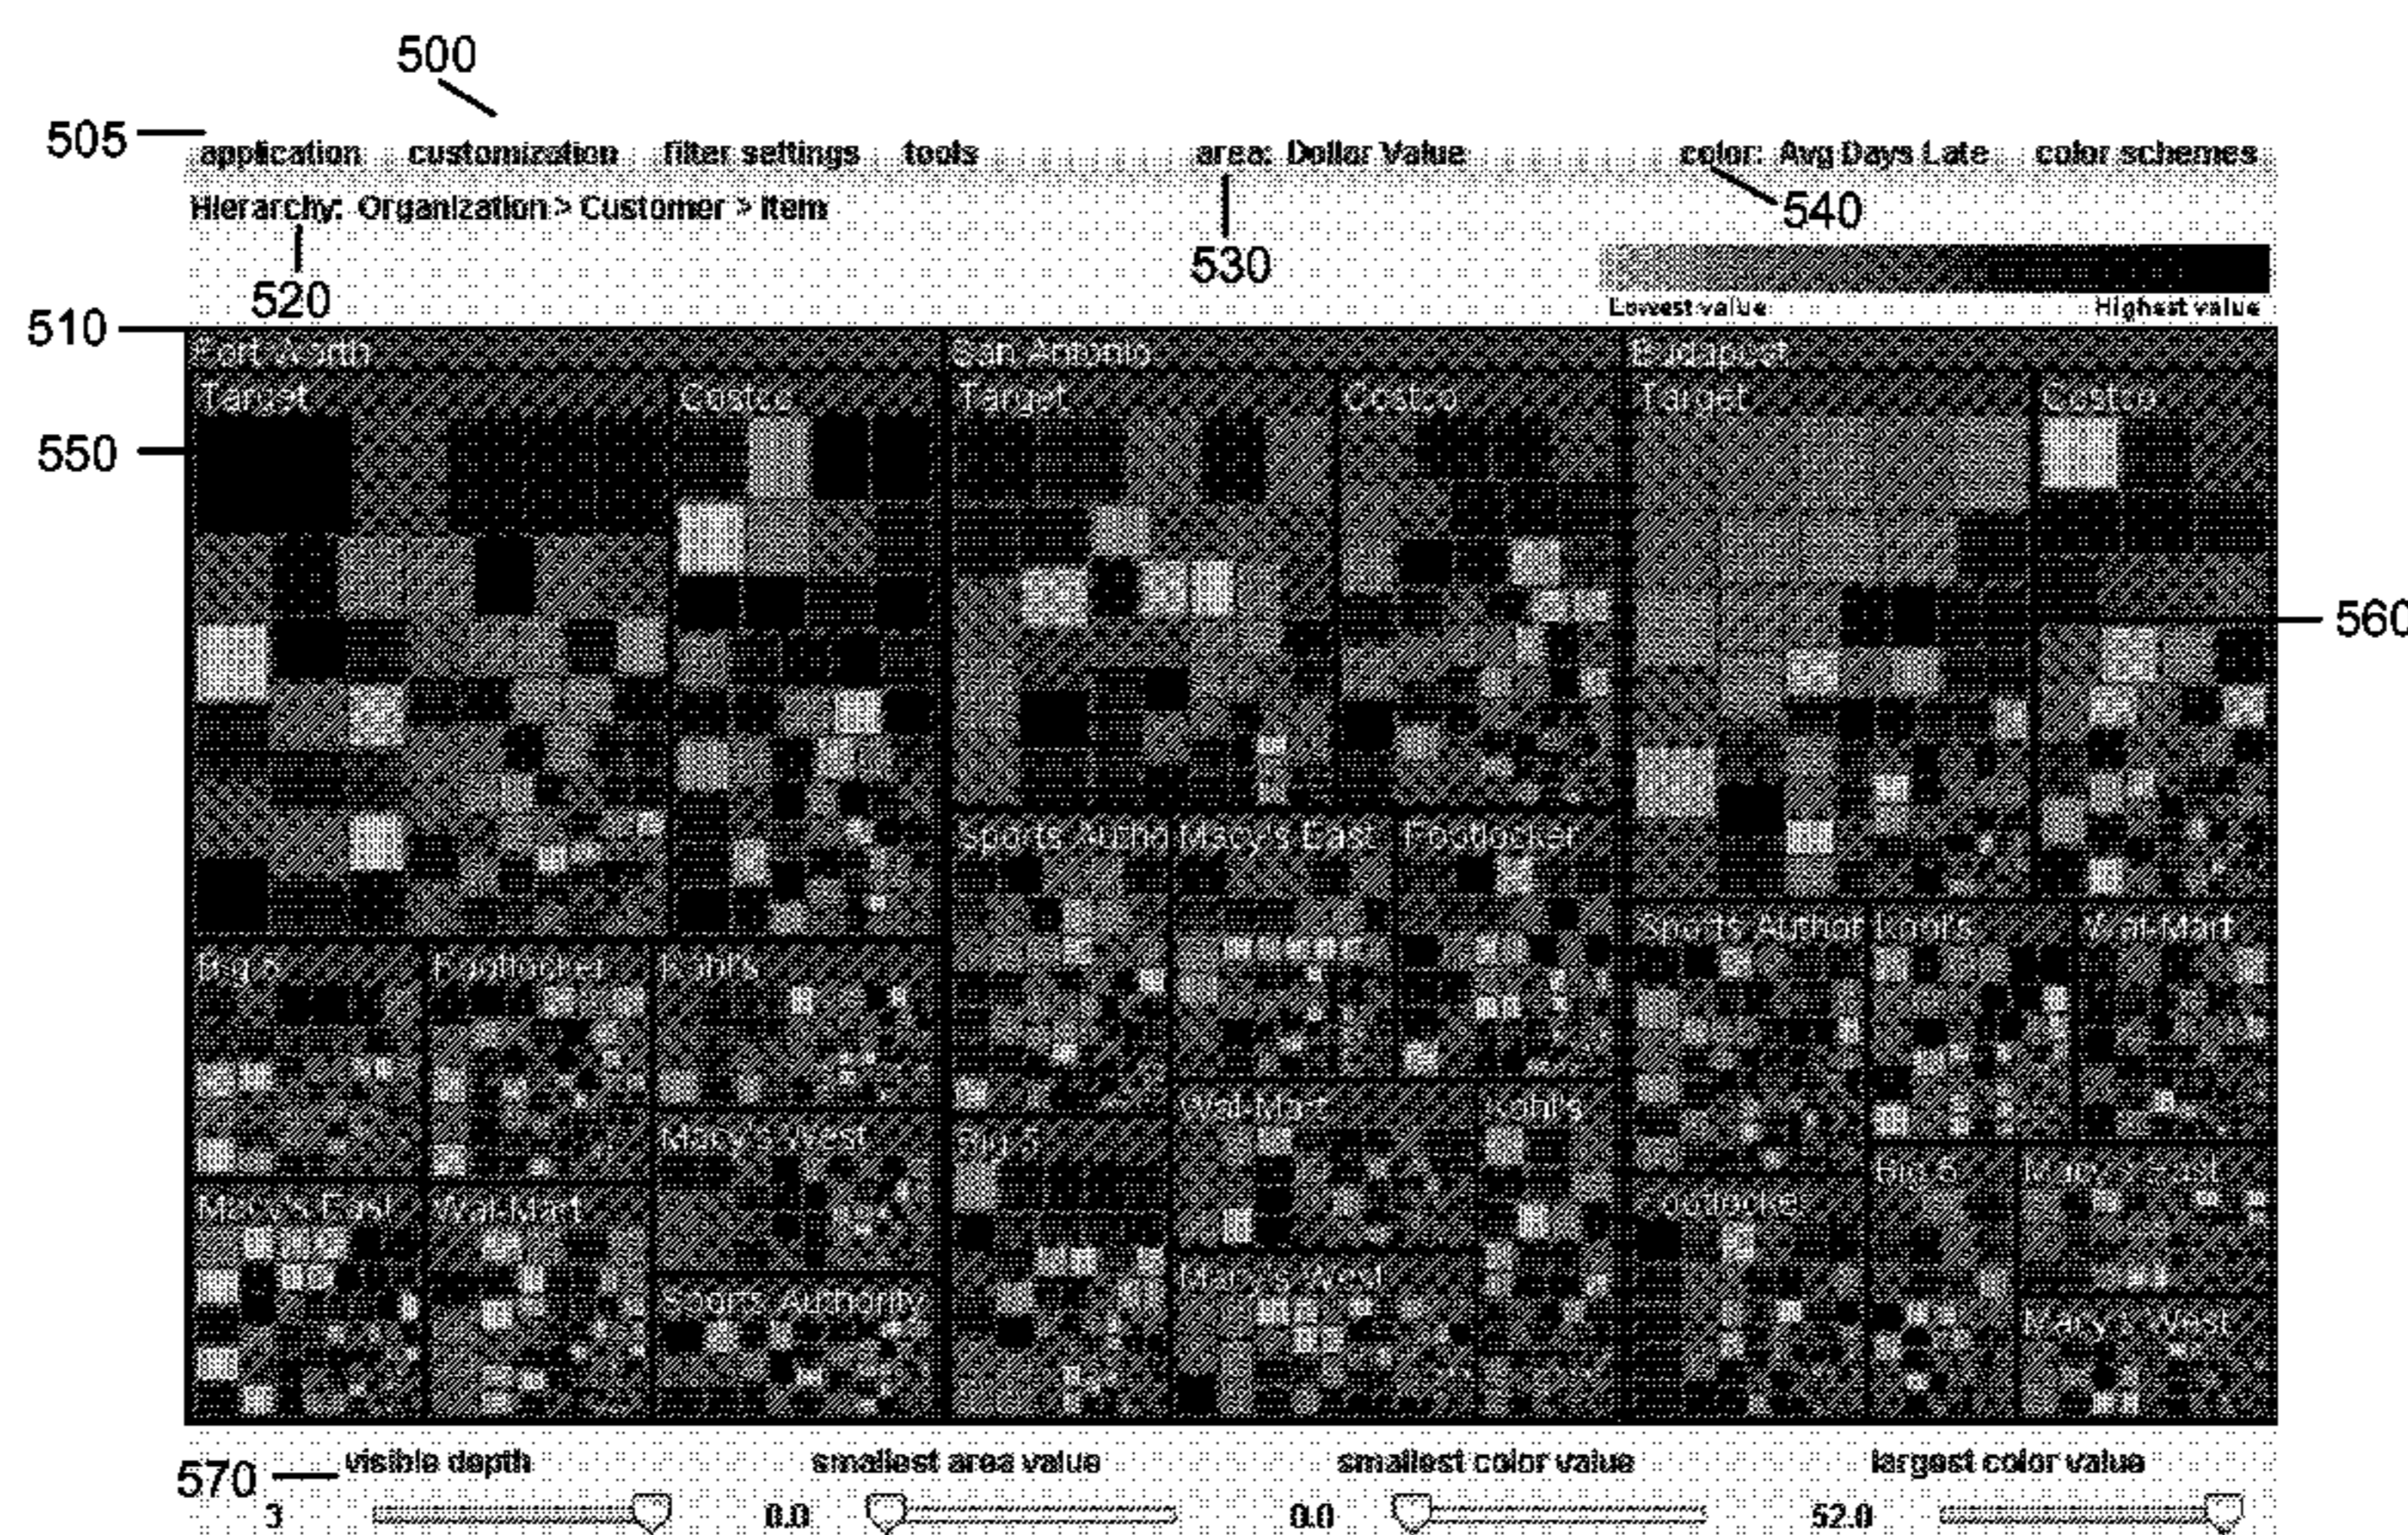 500
505
application customization filter settings tools area: Dollar Value color: Avg Days Late color schemes
Hierarchy: Organization > Customer > Item
540
530
520
Lowest value Highest value
510
Fort Worth San Antonio Budapest
Target Costco Target Costco Target Costco
550
560
Sports Autho Macy's East Footlocker
Sports Author Kohl's Wal-Mart
Big 5 Footlocker Kohl's
Wal-Mart Kohl's
Macy's West Big 5
Big 5 Macy's East
Macy's East Wal-Mart Footlocker
Macy's West
Sports Authority Macy's West
visible depth smallest area value smallest color value largest color value
570
3 0.0 0.0 52.0